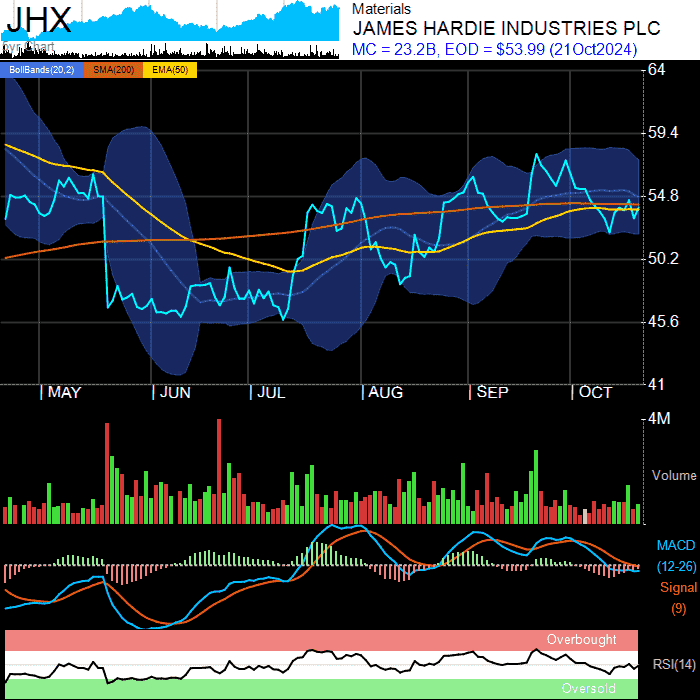 JHX
Materials
JAMES HARDIE INDUSTRIES PLC
5yr Chart
MC = 23.2B, EOD = $53.99 (21Oct2024)
BollBands(20,2) SMA(200) EMA(50)
64
59.4
54.8
50.2
45.6
41
MAY JUN JUL AUG SEP OCT
4M
Volume
MACD
(12-26)
Signal
(9)
Overbought
RSI(14)
Oversold